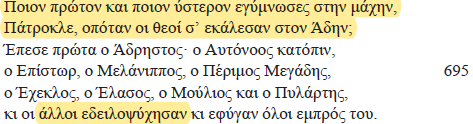 Ποιον πρώτον και ποιον ύστερον εγύμνωσες στην μάχην,
Πάτροκλε, οπόταν οι θεοί σ’ εκάλεσαν στον Άδην;
Έπεσε πρώτα ο Άδρηστος· ο Αυτόνοος κατόπιν,
ο Επίστωρ, ο Μελάνιππος, ο Πέριμος Μεγάδης, 695
ο Έχεκλος, ο Έλασος, ο Μούλιος και ο Πυλάρτης,
κι οι άλλοι εδειλοψύχησαν κι εφύγαν όλοι εμπρός του.